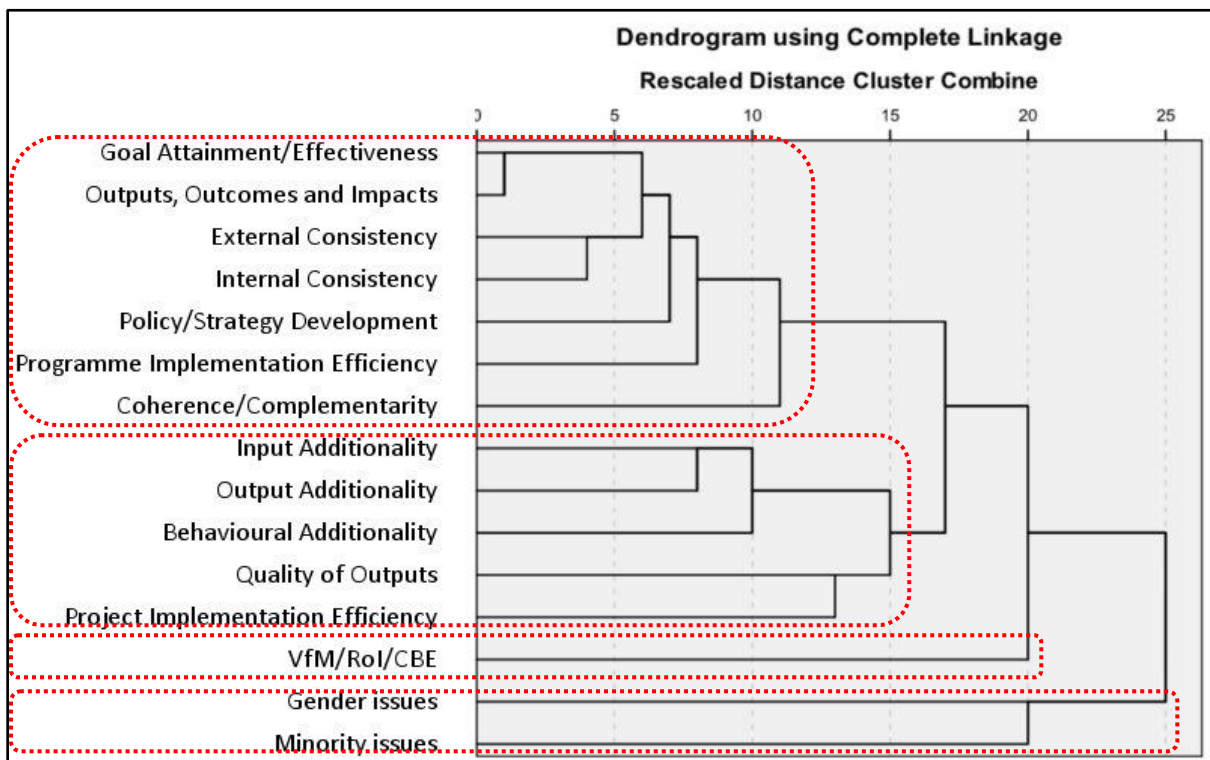 Dendrogram using Complete Linkage
Rescaled Distance Cluster Combine
0 5 10 15 20 25
Goal Attainment/Effectiveness
Outputs, Outcomes and Impacts
External Consistency
Internal Consistency
Policy/Strategy Development
Programme Implementation Efficiency
Coherence/Complementarity
Input Additionality
Output Additionality
Behavioural Additionality
Quality of Outputs
Project Implementation Efficiency
VfM/RoI/CBE
Gender issues
Minority issues